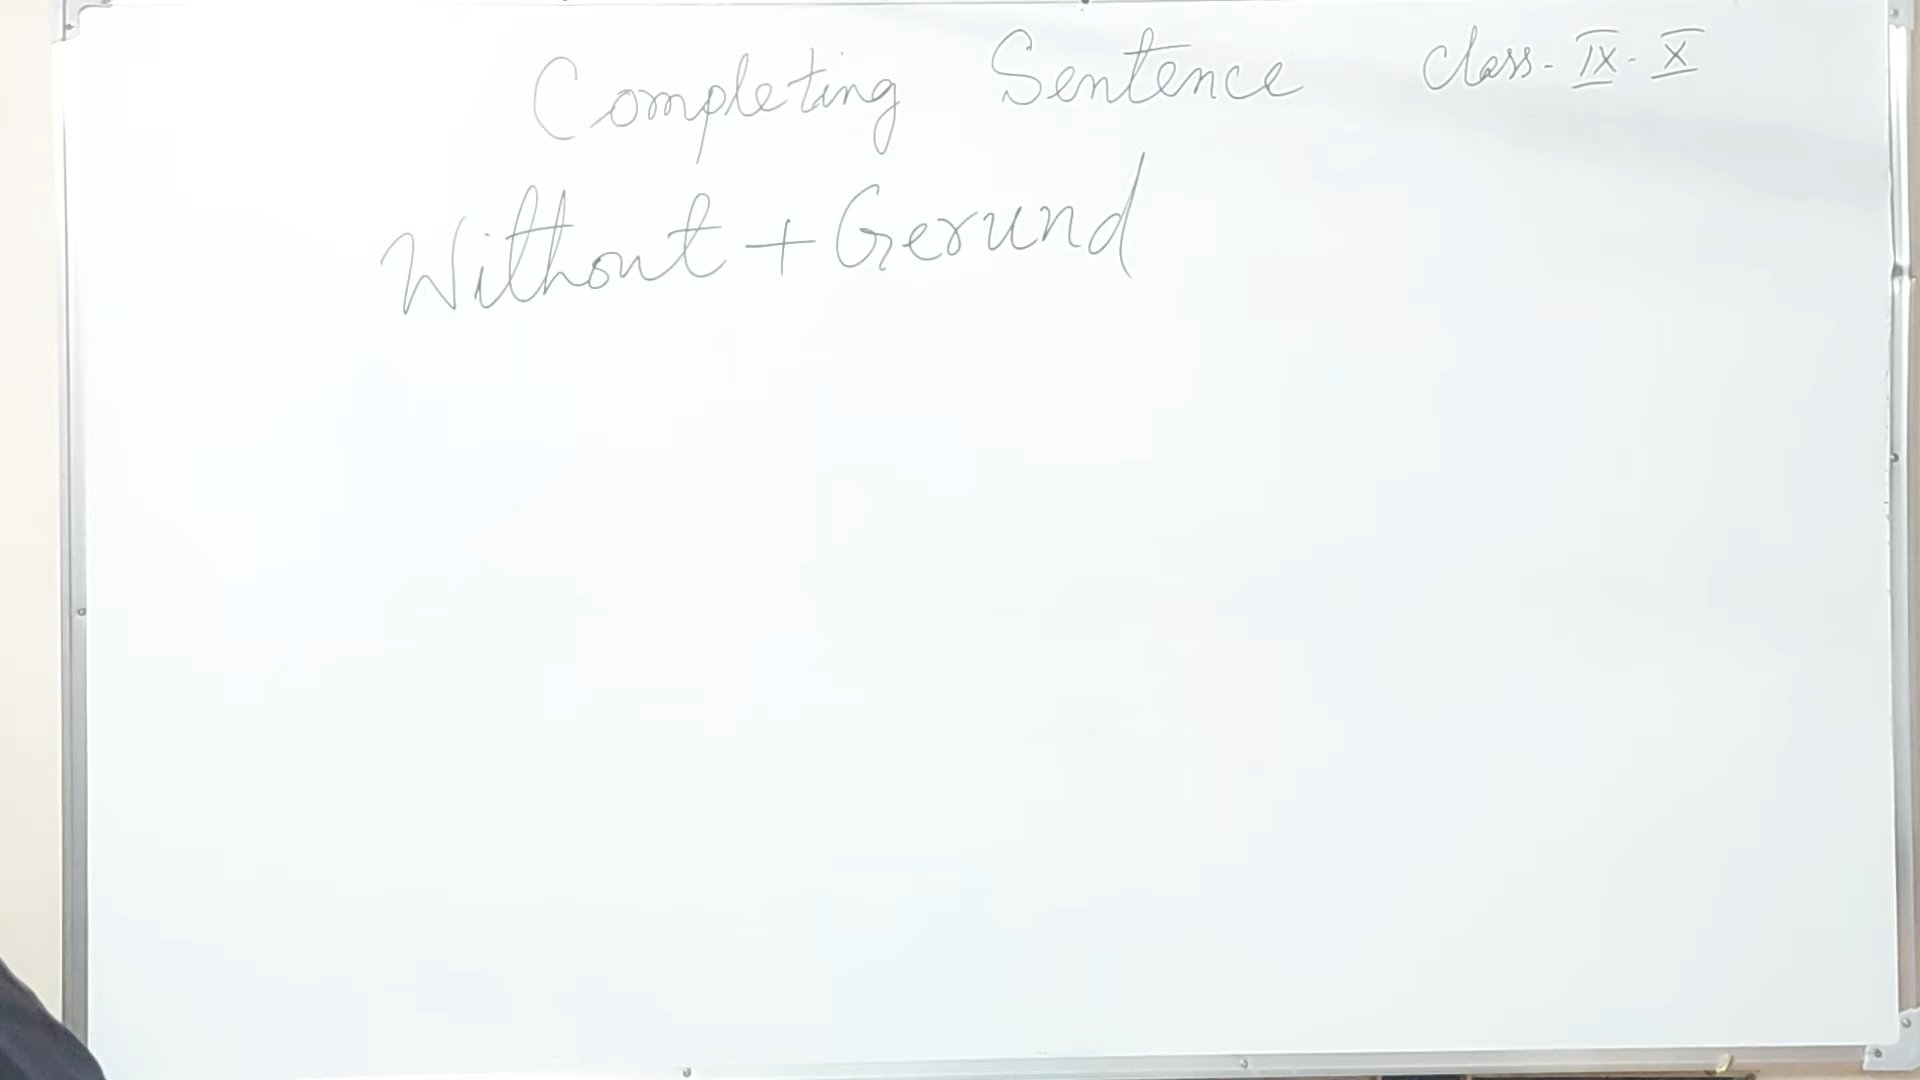 Completing Sentence Class - IX - X
Without + Gerund